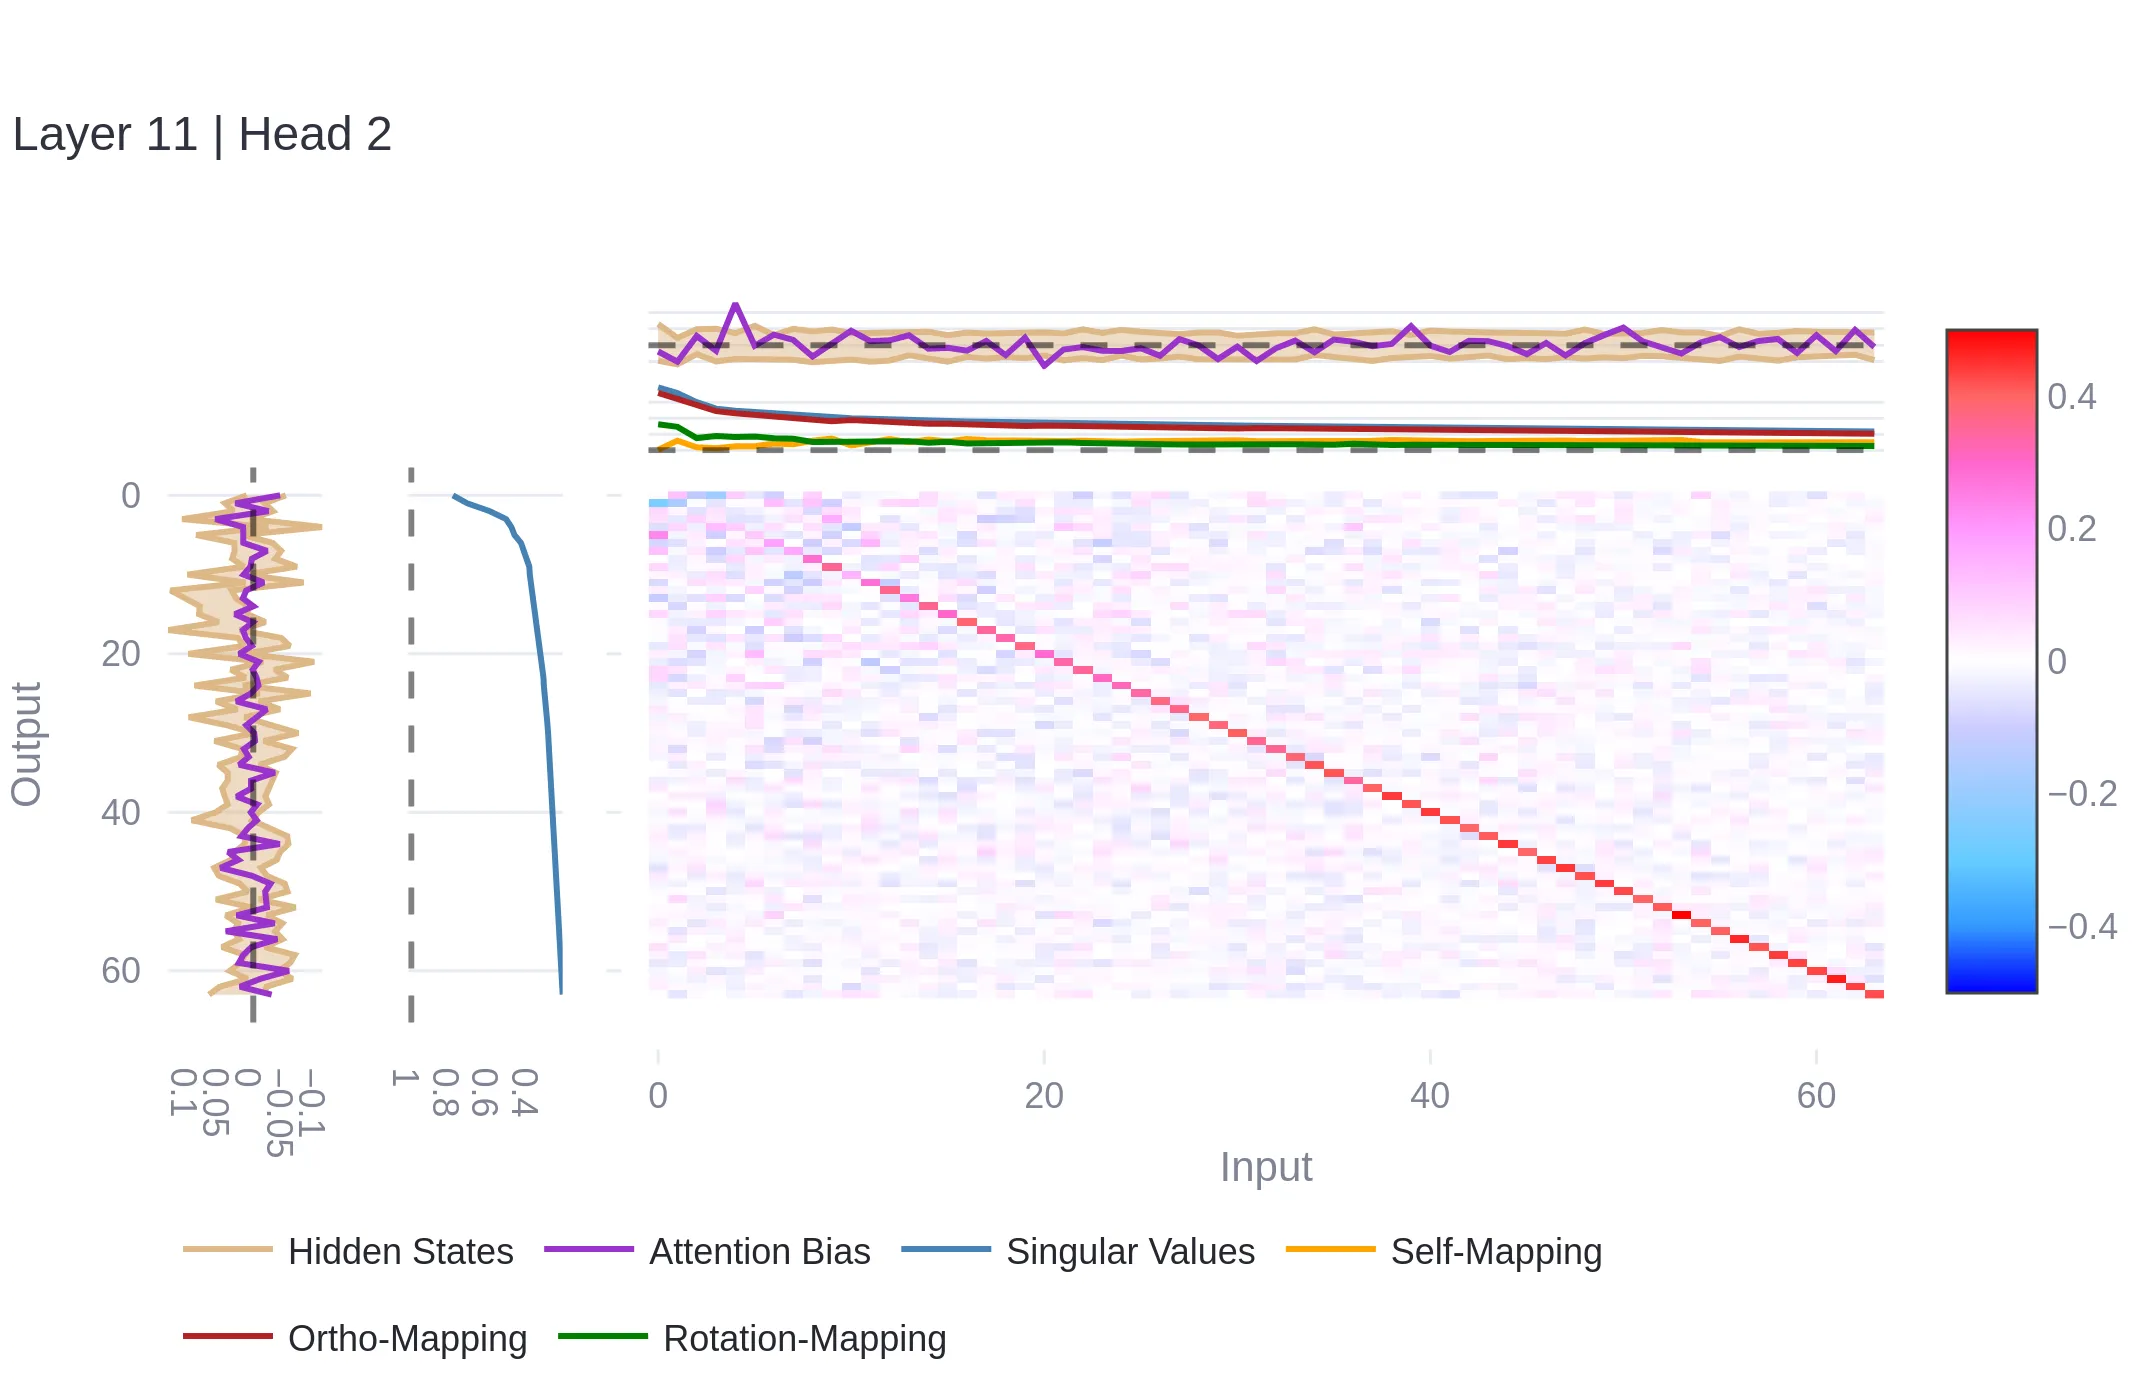 Layer 11 | Head 2
0
20
40
60
Output
0.1
0.05
0
−0.05
−0.1
1
0.8
0.6
0.4
0
20
40
60
Input
0.4
0.2
0
−0.2
−0.4
Hidden States
Attention Bias
Singular Values
Self-Mapping
Ortho-Mapping
Rotation-Mapping